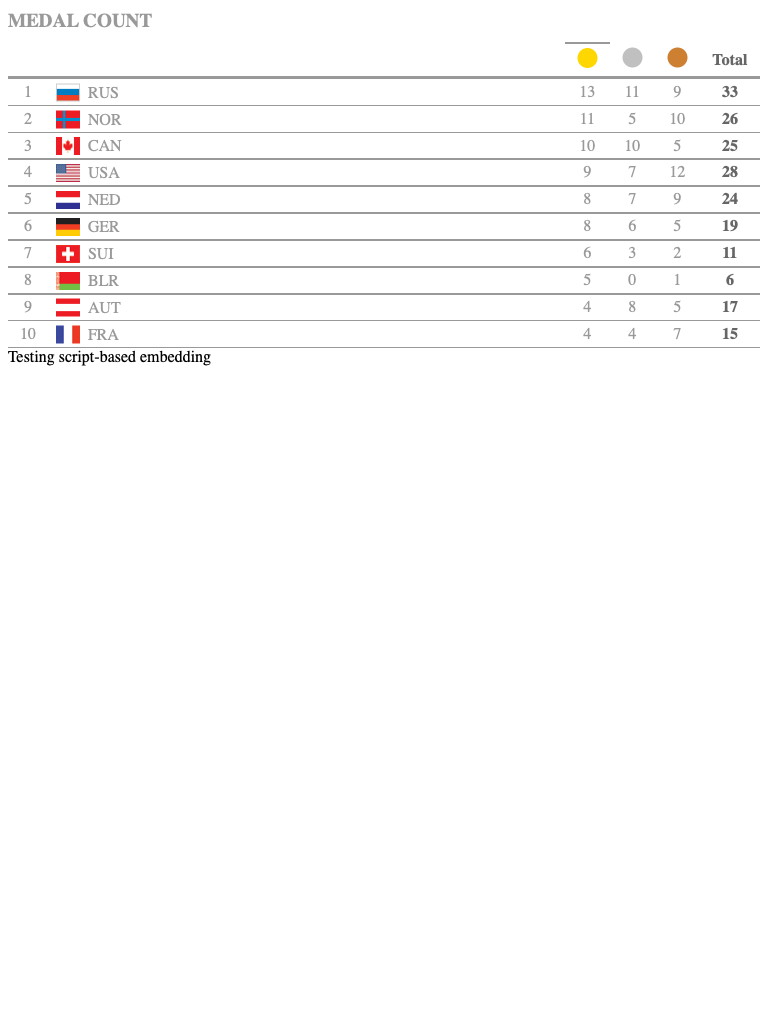 MEDAL COUNT
Total
1 RUS 13 11 9 33
2 NOR 11 5 10 26
3 CAN 10 10 5 25
4 USA 9 7 12 28
5 NED 8 7 9 24
6 GER 8 6 5 19
7 SUI 6 3 2 11
8 BLR 5 0 1 6
9 AUT 4 8 5 17
10 FRA 4 4 7 15
Testing script-based embedding